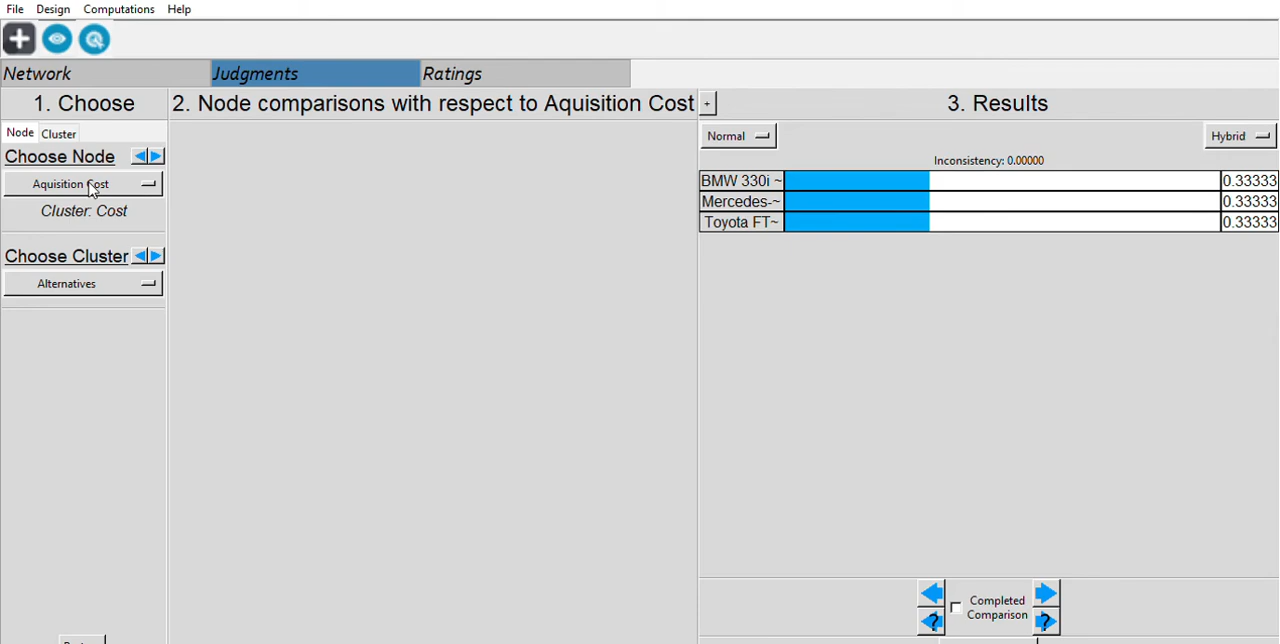 File Design Computations Help
Network Judgments Ratings
1. Choose
2. Node comparisons with respect to Aquisition Cost
+ 3. Results
Node Cluster
Normal
Hybrid
Choose Node
Inconsistency: 0.00000
Aquisition Cost
BMW 330i ~ 0.33333
Mercedes-~ 0.33333
Toyota FT~ 0.33333
Cluster: Cost
Choose Cluster
Alternatives
Completed
Comparison